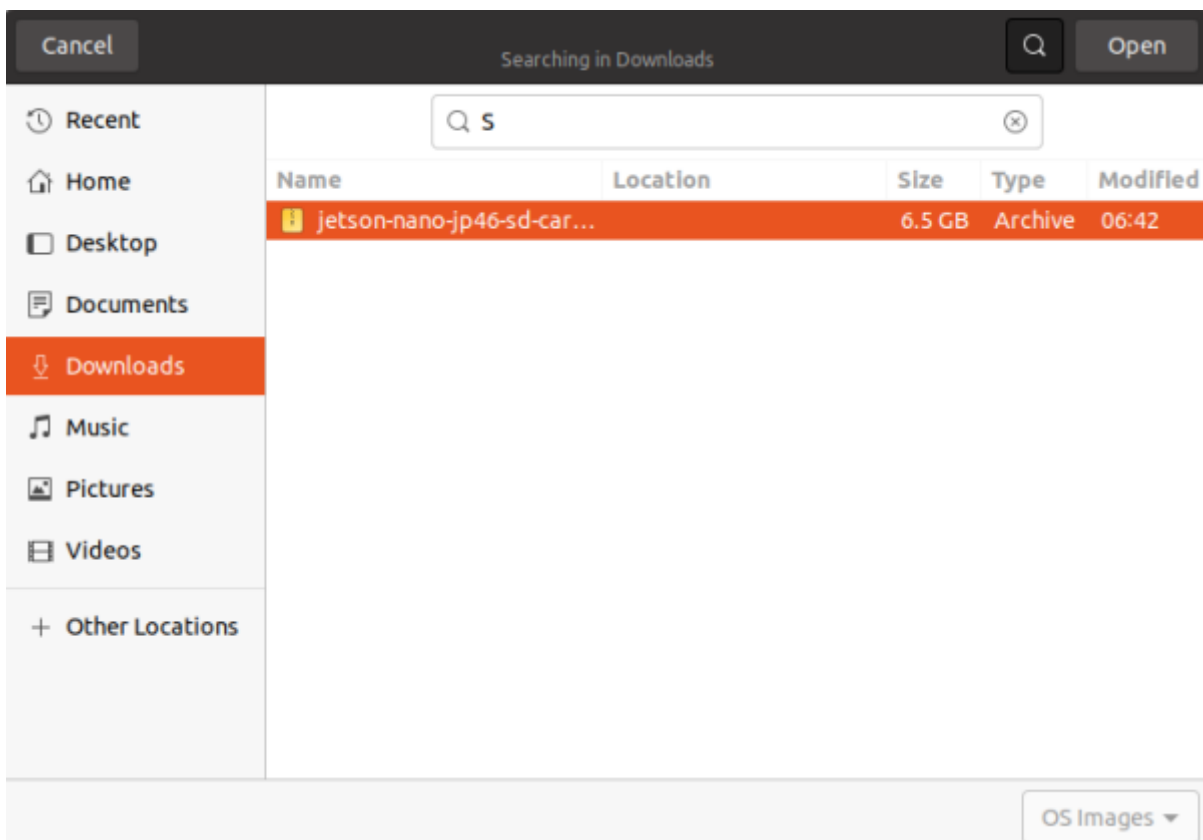 Cancel
Searching in Downloads
Open
Recent
Home
Desktop
Documents
Downloads
Music
Pictures
Videos
Other Locations
S
Name Location Size Type Modified
jetson-nano-jp46-sd-car... 6.5 GB Archive 06:42
OS Images